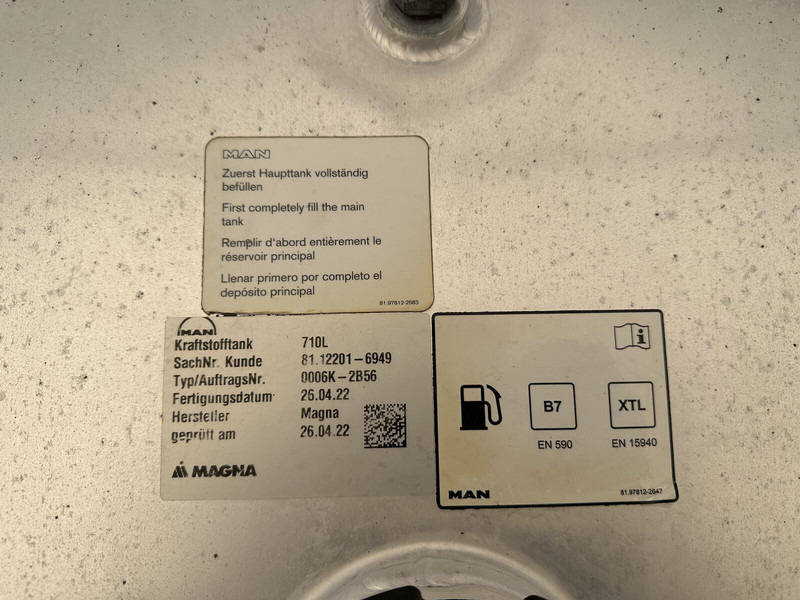 MAN
Zuerst Haupttank vollständig
befüllen
First completely fill the main
tank
Remplir d'abord entièrement le
réservoir principal
Llenar primero por completo el
depósito principal
81.97812-2683
MAN
Kraftstofftank 710L
SachNr. Kunde 81.12201-6949
Typ/AuftragsNr. 0006K-2B56
Fertigungsdatum 26.04.22
Hersteller Magna
geprüft am 26.04.22
MAGNA
i
B7 XTL
EN 590 EN 15940
MAN 81.97812-2647